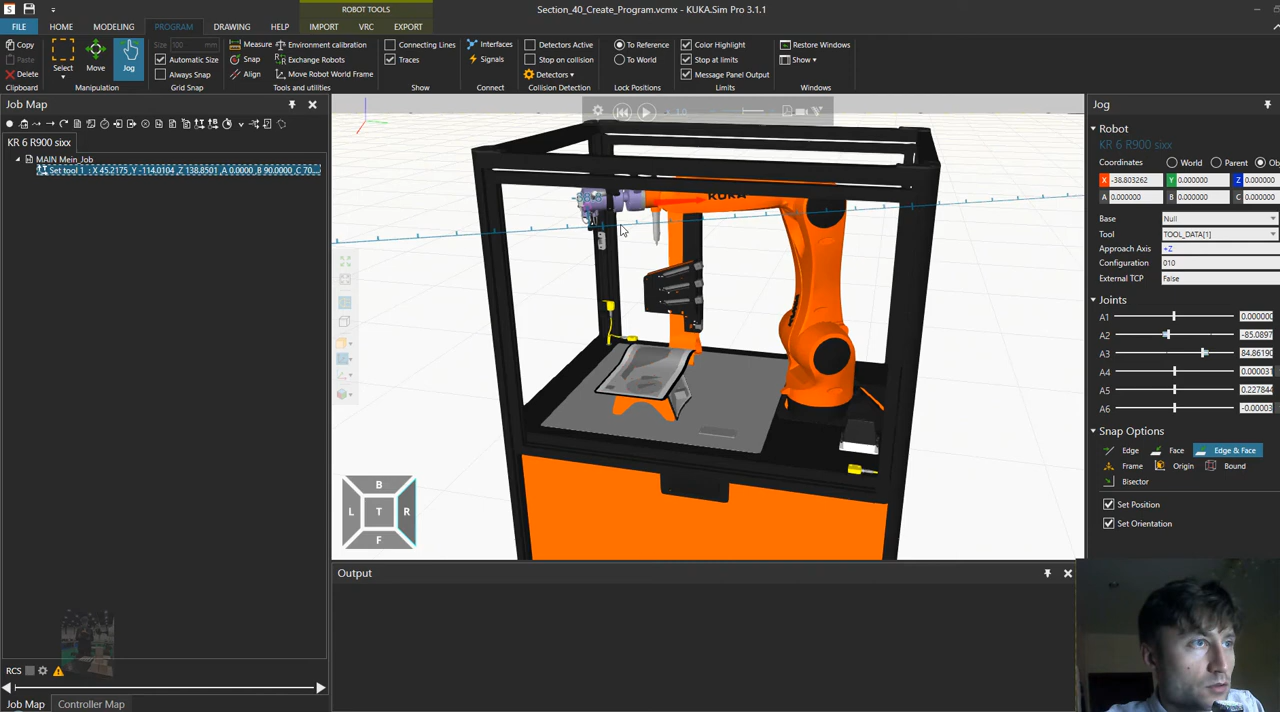 ROBOT TOOLS
Section_40_Create_Program.vcmx - KUKA.Sim Pro 3.1.1
FILE HOME MODELING PROGRAM DRAWING HELP IMPORT VRC EXPORT
Copy
Paste
Delete
Clipboard
Select
Move
Jog
Manipulation
Size 100 mm
Automatic Size
Always Snap
Grid Snap
Measure
Snap
Align
Environment calibration
Exchange Robots
Move Robot World Frame
Tools and utilities
Connecting Lines
Traces
Show
Interfaces
Signals
Connect
Detectors Active
Stop on collision
Detectors
Collision Detection
To Reference
To World
Lock Positions
Color Highlight
Stop at limits
Message Panel Output
Limits
Restore Windows
Show
Windows
Job Map
KR 6 R900 sixx
MAIN Mein_Job
Set tool 1 : X 45.2175 ,Y -114.0104 ,Z 138.8501 ,A 0.0000 ,B 90.0000 ,C 70...
x 1.0
KUKA
B
L T R
F
Output
RCS
Job Map Controller Map
Jog
Robot
KR 6 R900 sixx
Coordinates World Parent Ob
X -38.803262 Y 0.000000 Z 0.000000
A 0.000000 B 0.000000 C 0.000000
Base Null
Tool TOOL_DATA[1]
Approach Axis +Z
Configuration 010
External TCP False
Joints
A1 0.000000
A2 -85.0897
A3 84.86190
A4 0.000031
A5 0.227844
A6 -0.00003
Snap Options
Edge Face Edge & Face
Frame Origin Bound
Bisector
Set Position
Set Orientation